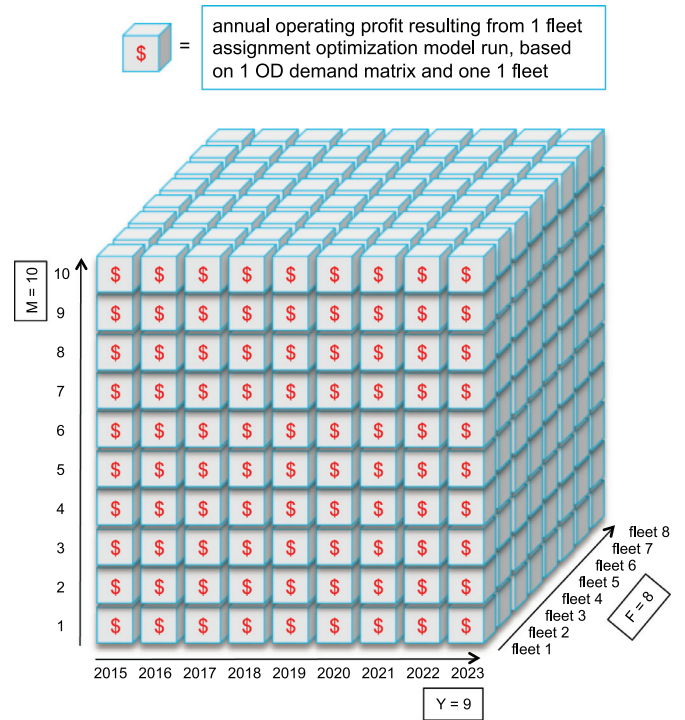 $ =
annual operating profit resulting from 1 fleet
assignment optimization model run, based
on 1 OD demand matrix and one 1 fleet
M = 10
10 $ $ $ $ $ $ $ $ $
9 $ $ $ $ $ $ $ $ $
8 $ $ $ $ $ $ $ $ $
7 $ $ $ $ $ $ $ $ $
6 $ $ $ $ $ $ $ $ $
5 $ $ $ $ $ $ $ $ $
4 $ $ $ $ $ $ $ $ $
3 $ $ $ $ $ $ $ $ $
2 $ $ $ $ $ $ $ $ $
1 $ $ $ $ $ $ $ $ $
fleet 8
fleet 7
fleet 6
fleet 5
fleet 4
fleet 3
fleet 2
fleet 1
F = 8
2015 2016 2017 2018 2019 2020 2021 2022 2023
Y = 9